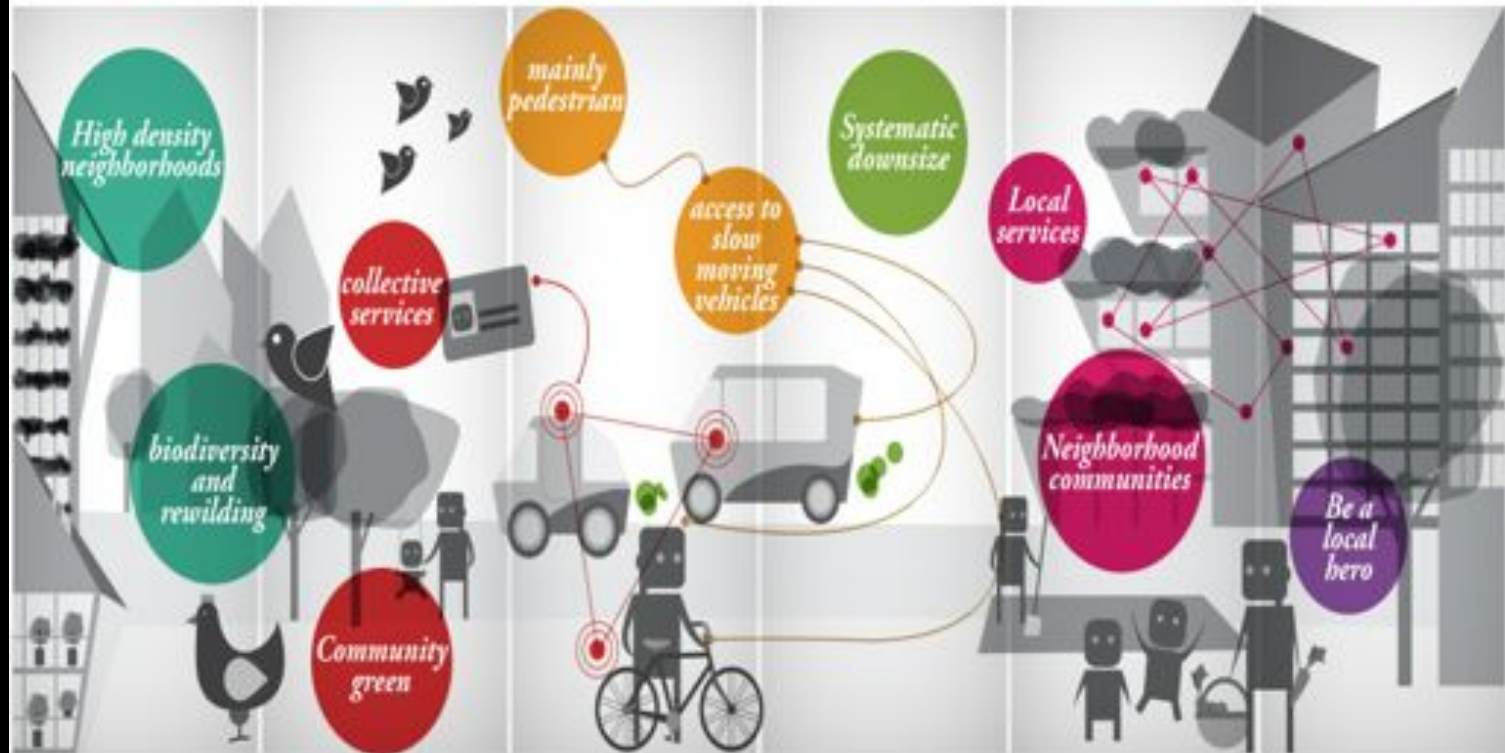 High density
neighborhoods
biodiversity
and
rewilding
collective
services
Community
green
mainly
pedestrian
access to
slow
moving
vehicles
Systematic
downsize
Local
services
Neighborhood
communities
Be a
local
hero